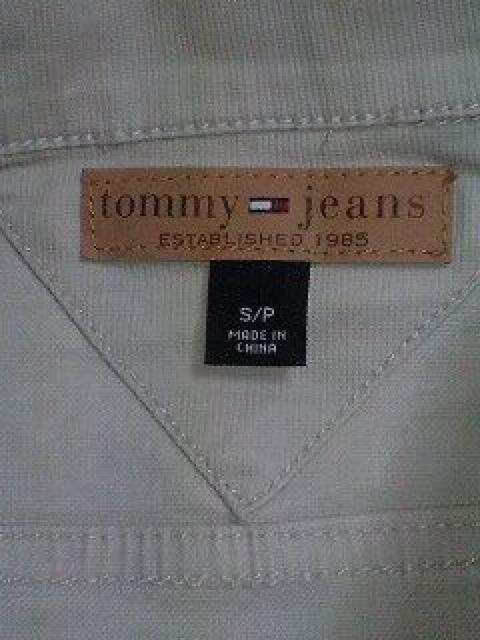 tommy jeans
ESTABLISHED 1985
S/P
MADE IN
CHINA